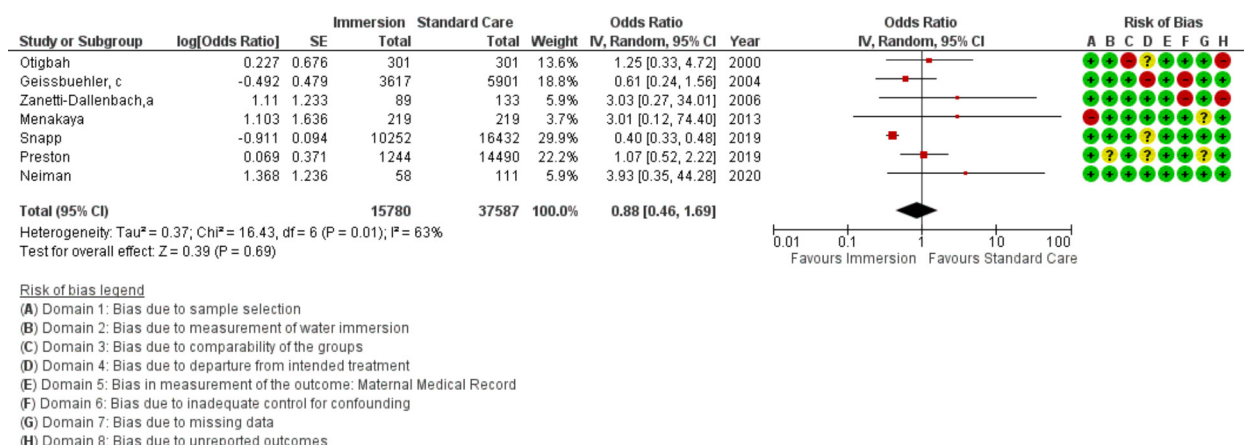 Immersion Standard Care Odds Ratio Odds Ratio Risk of Bias
Study or Subgroup log[Odds Ratio] SE Total Total Weight IV, Random, 95% CI Year IV, Random, 95% CI A B C D E F G H
Otigbah 0.227 0.676 301 301 13.6% 1.25 [0.33, 4.72] 2000 + + - ? + + + -
Geissbuehler, c -0.492 0.479 3617 5901 18.8% 0.61 [0.24, 1.56] 2004 + + + - + - + +
Zanetti-Dallenbach,a 1.11 1.233 89 133 5.9% 3.03 [0.27, 34.01] 2006 + + + + + - + -
Menakaya 1.103 1.636 219 219 3.7% 3.01 [0.12, 74.40] 2013 - + + + + + ? +
Snapp -0.911 0.094 10252 16432 29.9% 0.40 [0.33, 0.48] 2019 + + + ? + + + +
Preston 0.069 0.371 1244 14490 22.2% 1.07 [0.52, 2.22] 2019 + ? + ? + + ? +
Neiman 1.368 1.236 58 111 5.9% 3.93 [0.35, 44.28] 2020 + + + + + + + +
Total (95% CI) 15780 37587 100.0% 0.88 [0.46, 1.69]
Heterogeneity: Tau² = 0.37; Chi² = 16.43, df = 6 (P = 0.01); I² = 63%
Test for overall effect: Z = 0.39 (P = 0.69)
0.01 0.1 1 10 100
Favours Immersion Favours Standard Care
Risk of bias legend
(A) Domain 1: Bias due to sample selection
(B) Domain 2: Bias due to measurement of water immersion
(C) Domain 3: Bias due to comparability of the groups
(D) Domain 4: Bias due to departure from intended treatment
(E) Domain 5: Bias in measurement of the outcome: Maternal Medical Record
(F) Domain 6: Bias due to inadequate control for confounding
(G) Domain 7: Bias due to missing data
(H) Domain 8: Bias due to unreported outcomes